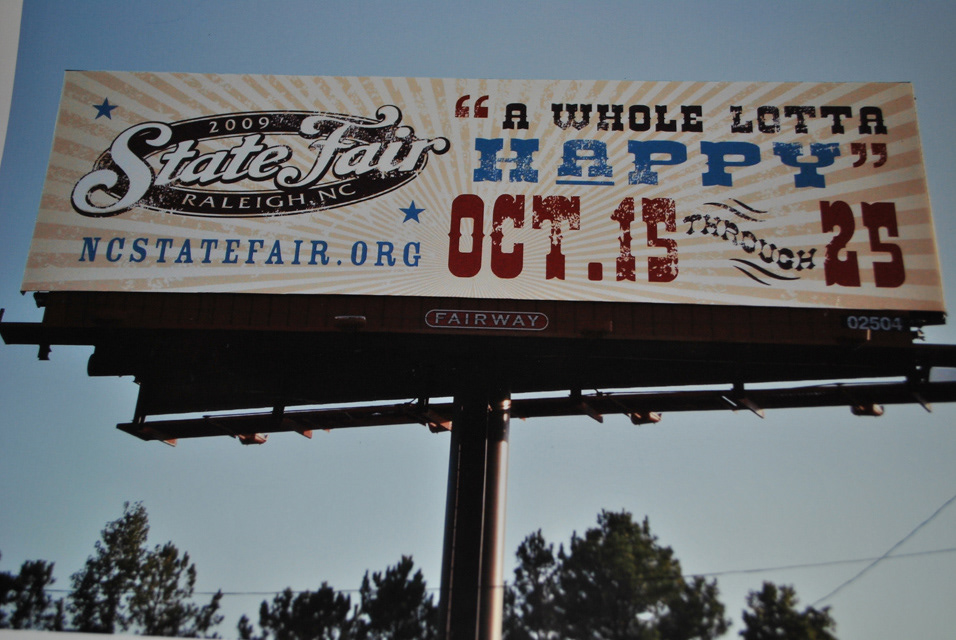 2009
State Fair
RALEIGH, NC
NCSTATEFAIR.ORG
“A WHOLE LOTTA
HAPPY”
OCT. 15 THROUGH 25
FAIRWAY
02504